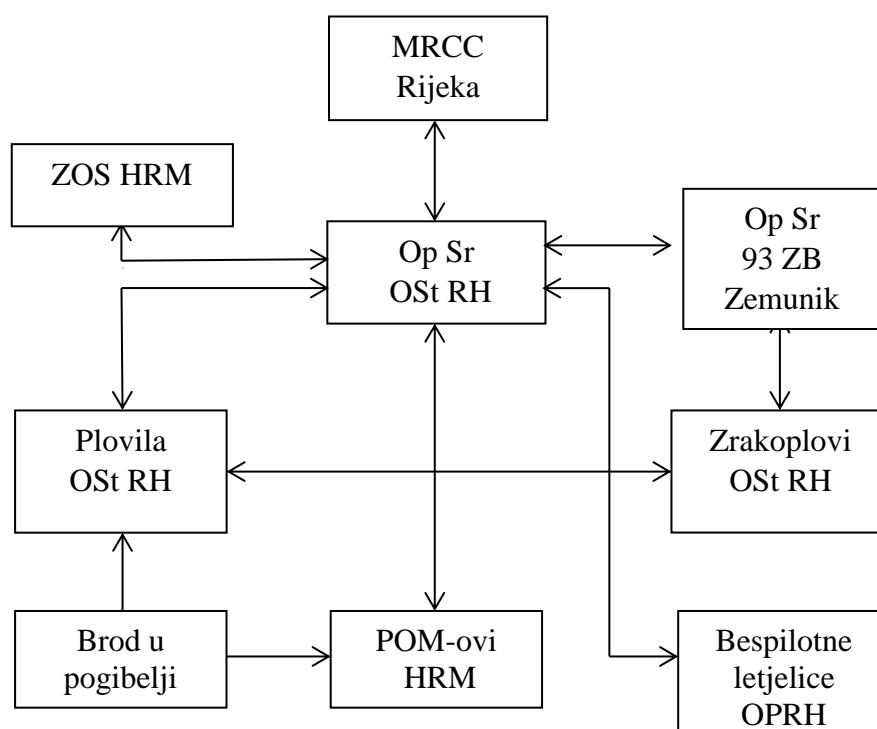 MRCC
Rijeka
ZOS HRM
Op Sr
OSt RH
Op Sr
93 ZB
Zemunik
Plovila
OSt RH
Zrakoplovi
OSt RH
Brod u
pogibelji
POM-ovi
HRM
Bespilotne
letjelice
OPRH